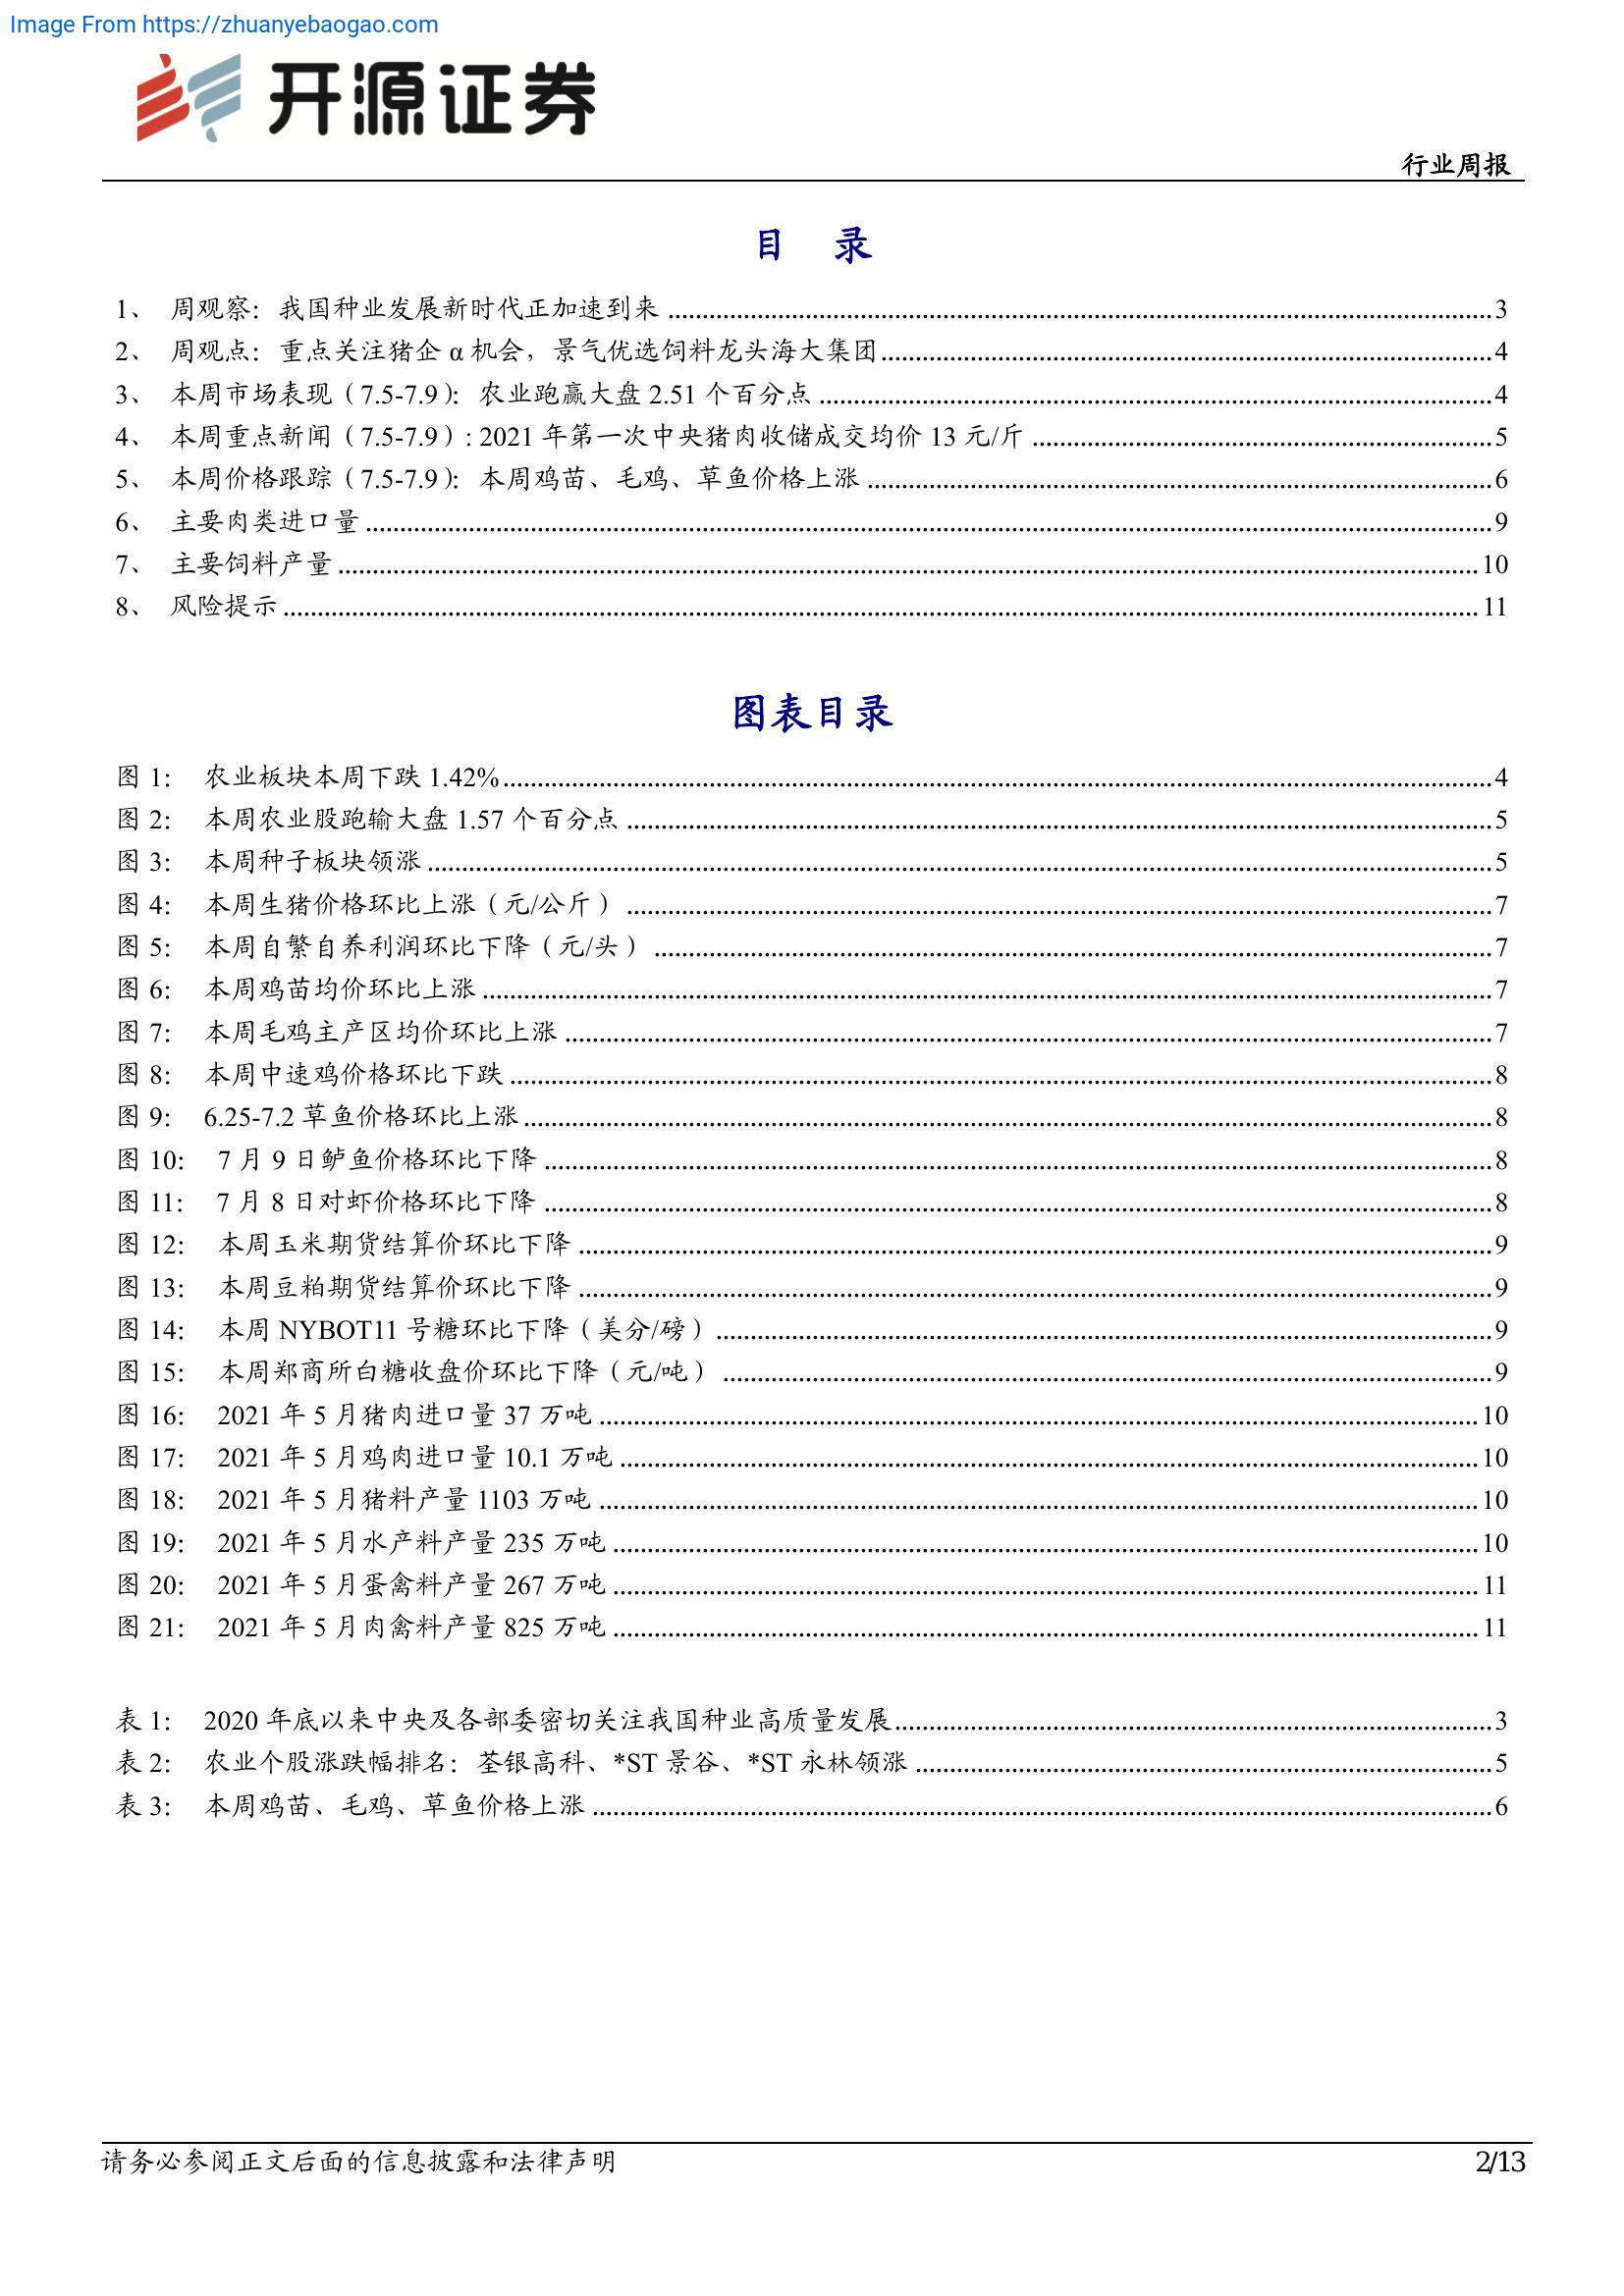 Image From https://zhuanyebaogao.com
开源证券
行业周报
目 录
1、 周观察：我国种业发展新时代正加速到来 3
2、 周观点：重点关注猪企 α 机会，景气优选饲料龙头海大集团 4
3、 本周市场表现（7.5-7.9）：农业跑赢大盘 2.51 个百分点 4
4、 本周重点新闻（7.5-7.9）：2021 年第一次中央猪肉收储成交均价 13 元/斤 5
5、 本周价格跟踪（7.5-7.9）：本周鸡苗、毛鸡、草鱼价格上涨 6
6、 主要肉类进口量 9
7、 主要饲料产量 10
8、 风险提示 11
图表目录
图 1： 农业板块本周下跌 1.42% 4
图 2： 本周农业股跑输大盘 1.57 个百分点 5
图 3： 本周种子板块领涨 5
图 4： 本周生猪价格环比上涨（元/公斤） 7
图 5： 本周自繁自养利润环比下降（元/头） 7
图 6： 本周鸡苗均价环比上涨 7
图 7： 本周毛鸡主产区均价环比上涨 7
图 8： 本周中速鸡价格环比下跌 8
图 9： 6.25-7.2 草鱼价格环比上涨 8
图 10： 7 月 9 日鲈鱼价格环比下降 8
图 11： 7 月 8 日对虾价格环比下降 8
图 12： 本周玉米期货结算价环比下降 9
图 13： 本周豆粕期货结算价环比下降 9
图 14： 本周 NYBOT11 号糖环比下降（美分/磅） 9
图 15： 本周郑商所白糖收盘价环比下降（元/吨） 9
图 16： 2021 年 5 月猪肉进口量 37 万吨 10
图 17： 2021 年 5 月鸡肉进口量 10.1 万吨 10
图 18： 2021 年 5 月猪料产量 1103 万吨 10
图 19： 2021 年 5 月水产料产量 235 万吨 10
图 20： 2021 年 5 月蛋禽料产量 267 万吨 11
图 21： 2021 年 5 月肉禽料产量 825 万吨 11
表 1： 2020 年底以来中央及各部委密切关注我国种业高质量发展 3
表 2： 农业个股涨跌幅排名：荃银高科、*ST 景谷、*ST 永林领涨 5
表 3： 本周鸡苗、毛鸡、草鱼价格上涨 6
请务必参阅正文后面的信息披露和法律声明 2/13